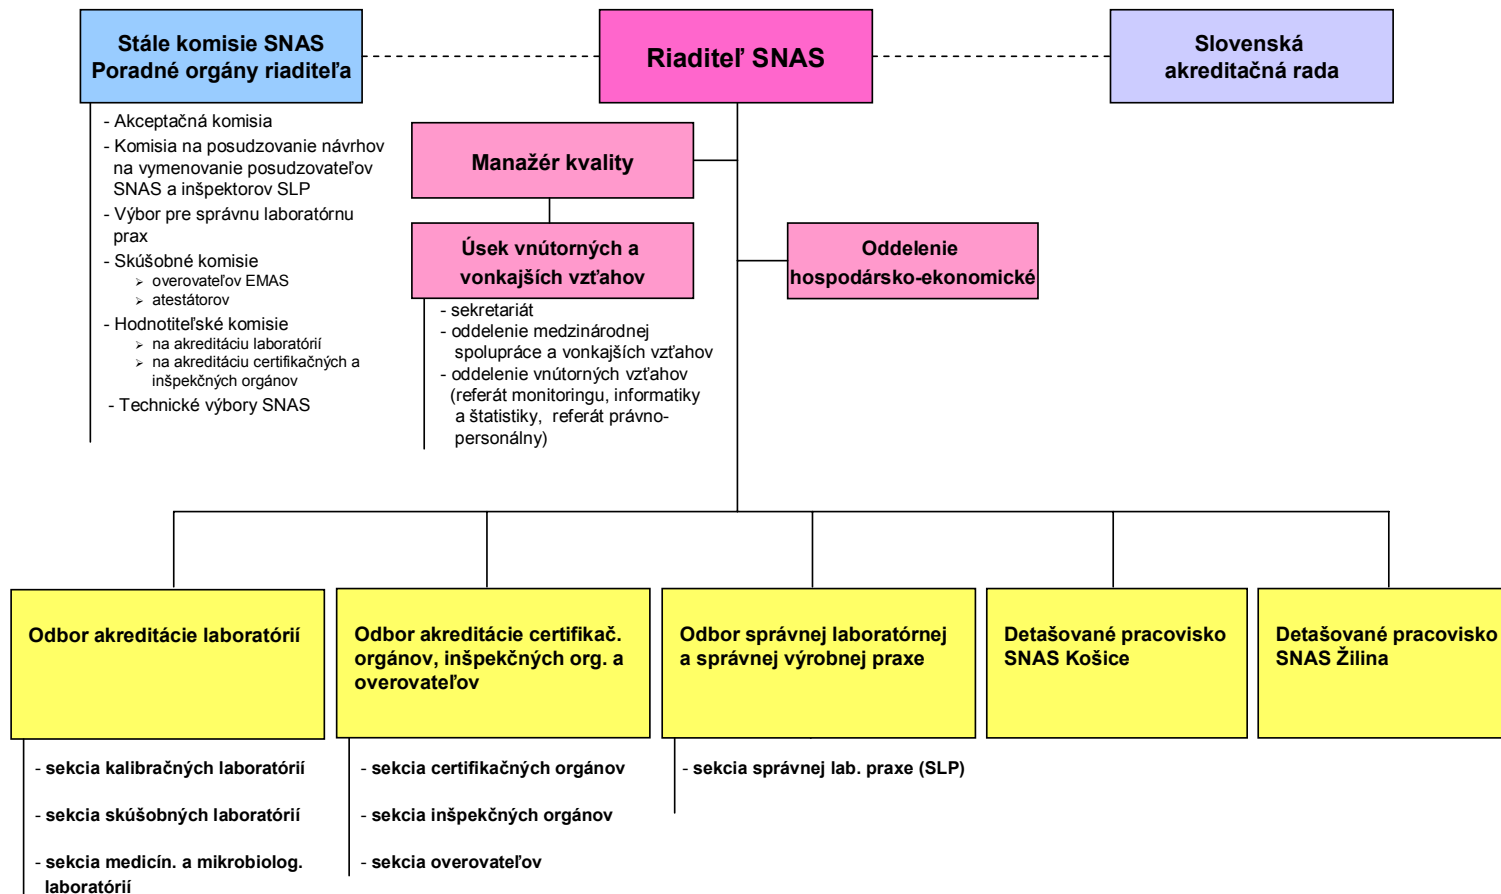 Stále komisie SNAS
Poradné orgány riaditeľa
Riaditeľ SNAS
Slovenská
akreditačná rada
- Akceptačná komisia
- Komisia na posudzovanie návrhov
na vymenovanie posudzovateľov
SNAS a inšpektorov SLP
- Výbor pre správnu laboratórnu
prax
- Skúšobné komisie
➢ overovateľov EMAS
➢ atestátorov
- Hodnotiteľské komisie
➢ na akreditáciu laboratórií
➢ na akreditáciu certifikačných a
inšpekčných orgánov
- Technické výbory SNAS
Manažér kvality
Úsek vnútorných a
vonkajších vzťahov
- sekretariát
- oddelenie medzinárodnej
spolupráce a vonkajších vzťahov
- oddelenie vnútorných vzťahov
(referát monitoringu, informatiky
a štatistiky, referát právno-
personálny)
Oddelenie
hospodársko-ekonomické
Odbor akreditácie laboratórií
- sekcia kalibračných laboratórií
- sekcia skúšobných laboratórií
- sekcia medicín. a mikrobiolog.
laboratórií
Odbor akreditácie certifikač.
orgánov, inšpekčných org. a
overovateľov
- sekcia certifikačných orgánov
- sekcia inšpekčných orgánov
- sekcia overovateľov
Odbor správnej laboratórnej
a správnej výrobnej praxe
- sekcia správnej lab. praxe (SLP)
Detašované pracovisko
SNAS Košice
Detašované pracovisko
SNAS Žilina